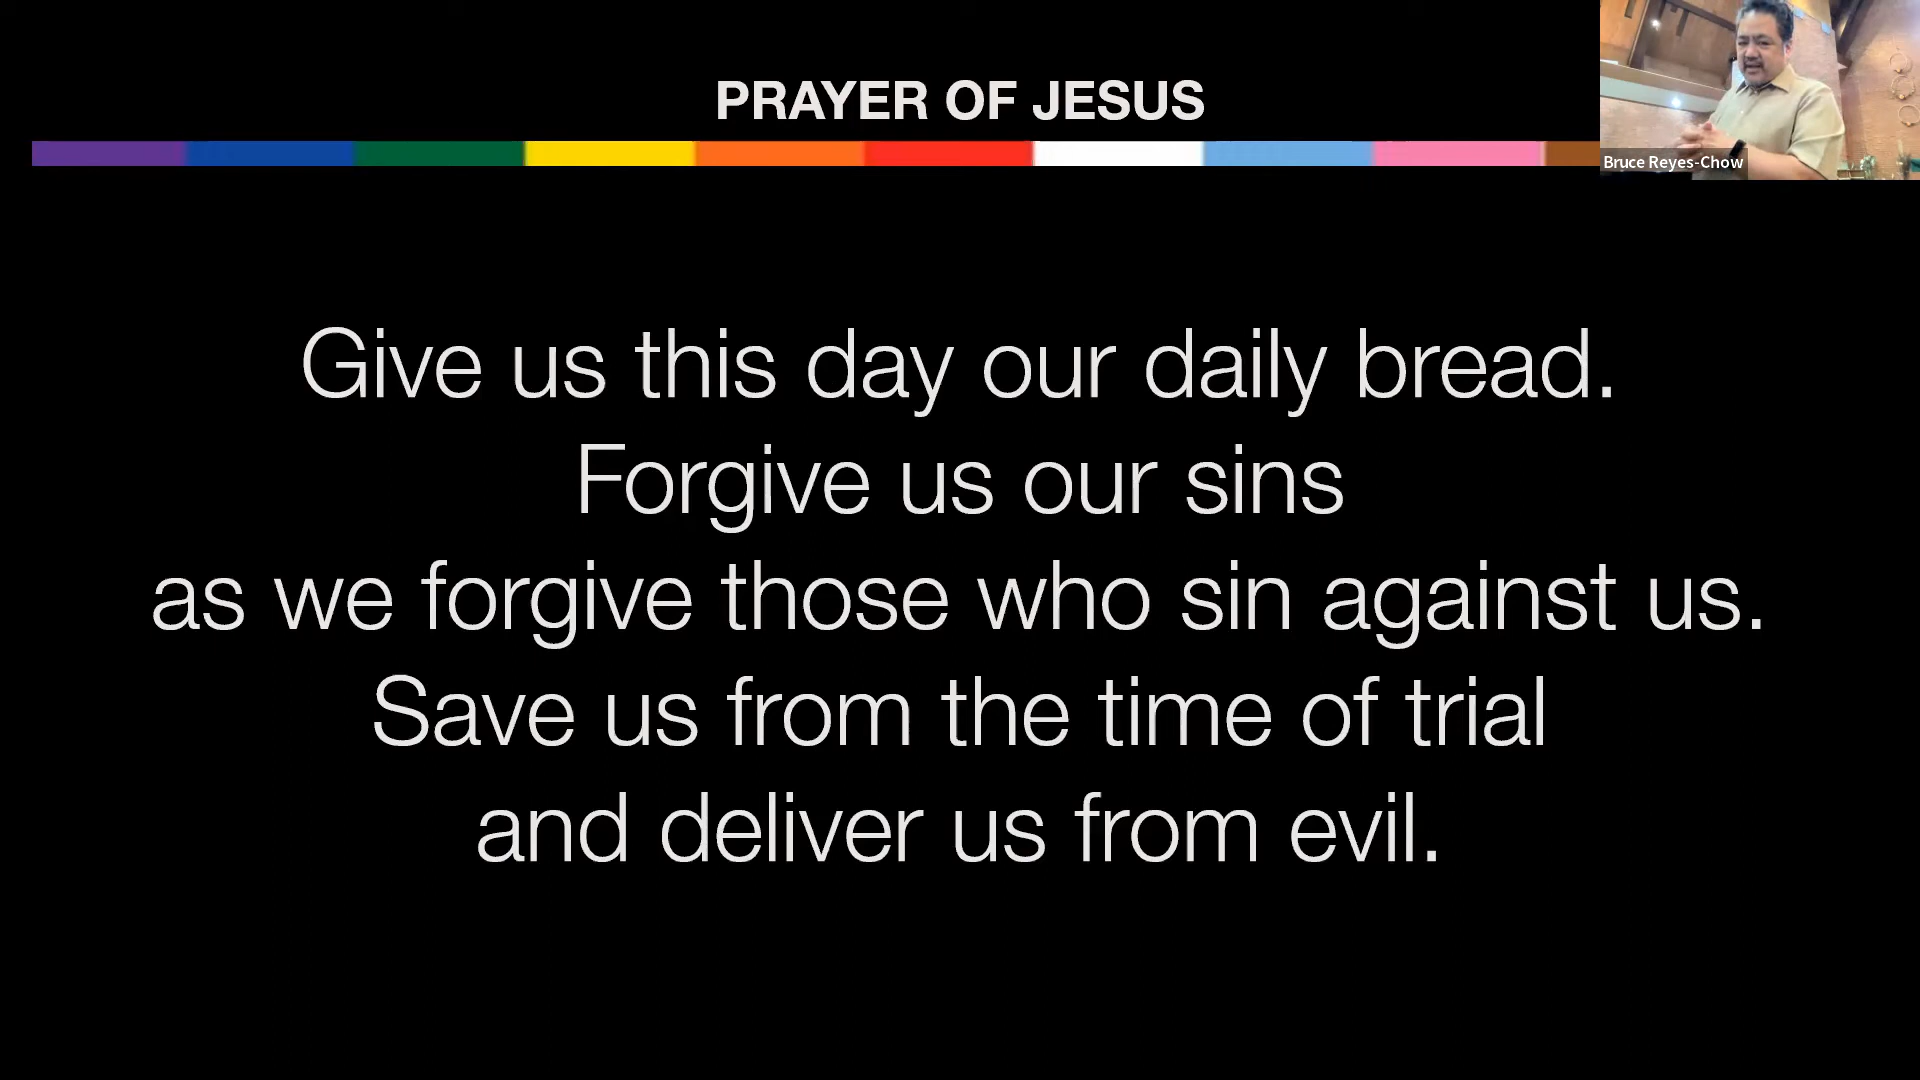 PRAYER OF JESUS
Bruce Reyes-Chow
Give us this day our daily bread.
Forgive us our sins
as we forgive those who sin against us.
Save us from the time of trial
and deliver us from evil.